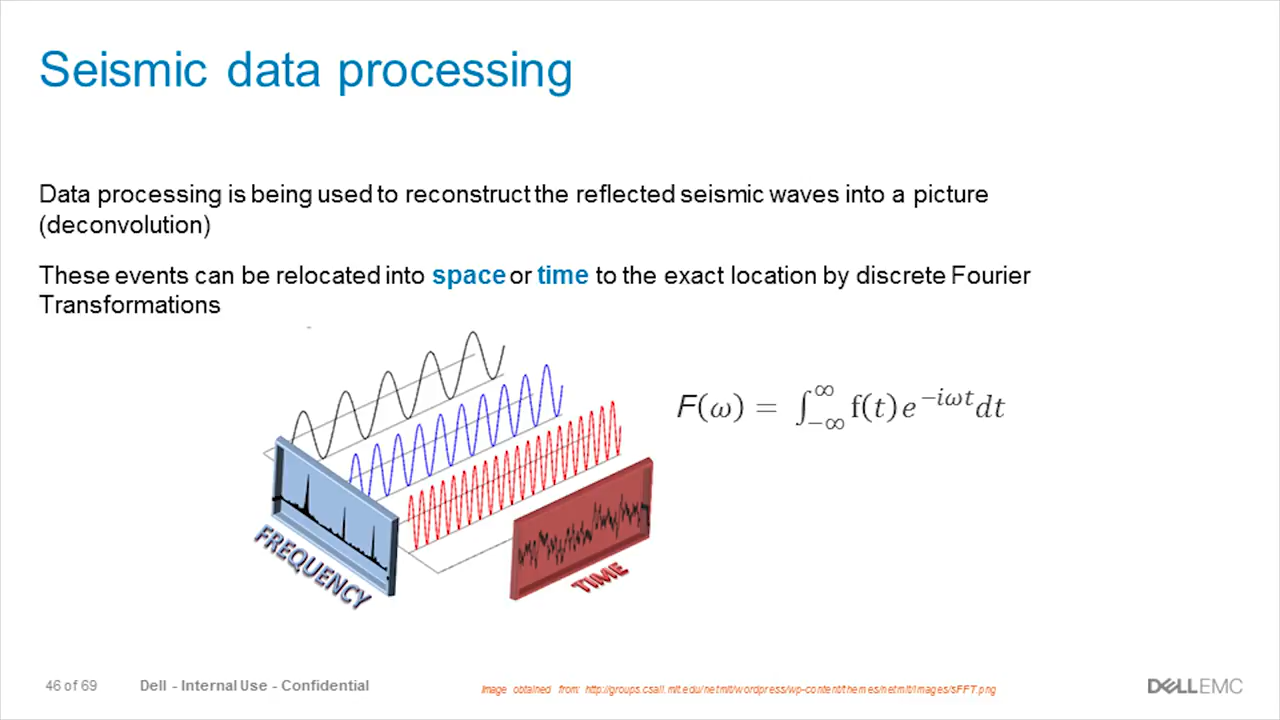 Seismic data processing
Data processing is being used to reconstruct the reflected seismic waves into a picture
(deconvolution)
These events can be relocated into space or time to the exact location by discrete Fourier
Transformations
F(ω) = ∫_{-∞}^{∞} f(t) e^{-iωt} dt
FREQUENCY
TIME
46 of 69
Dell - Internal Use - Confidential
Image obtained from: http://groups.csail.mit.edu/netmit/wordpress/wp-content/themes/netmit/images/sFFT.png
DELLEMC